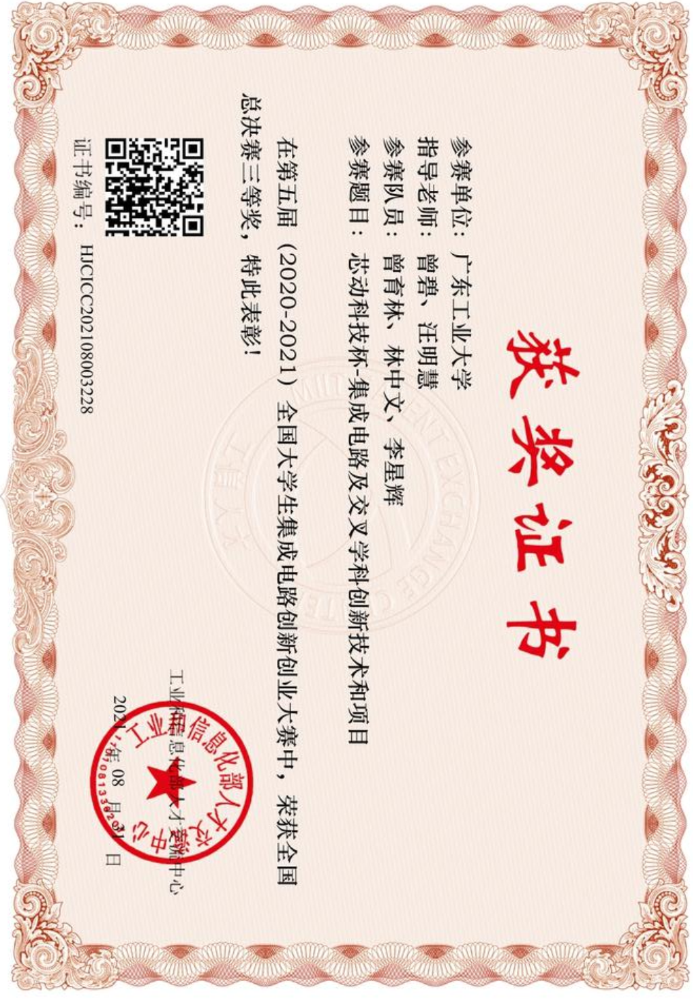 获奖证书
参赛单位：广东工业大学
指导老师：曾碧、汪明慧
参赛队员：曾育林、林中文、李星辉
参赛题目：芯动科技杯-集成电路及交叉学科创新技术和项目
在第五届（2020-2021）全国大学生集成电路创新创业大赛中，荣获全国
总决赛三等奖，特此表彰！
工业和信息化部人才交流中心
2021年08月31日
工业和信息化部人才交流中心
证书编号：HJCICC20210800328